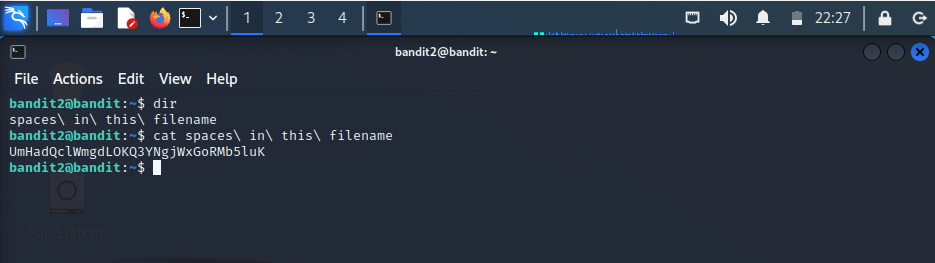 1 2 3 4 22:27
bandit2@bandit: ~
File Actions Edit View Help
bandit2@bandit:~$ dir
spaces\ in\ this\ filename
bandit2@bandit:~$ cat spaces\ in\ this\ filename
UmHadQclWmgdLOKQ3YNgjWxGoRMb5luK
bandit2@bandit:~$
File System